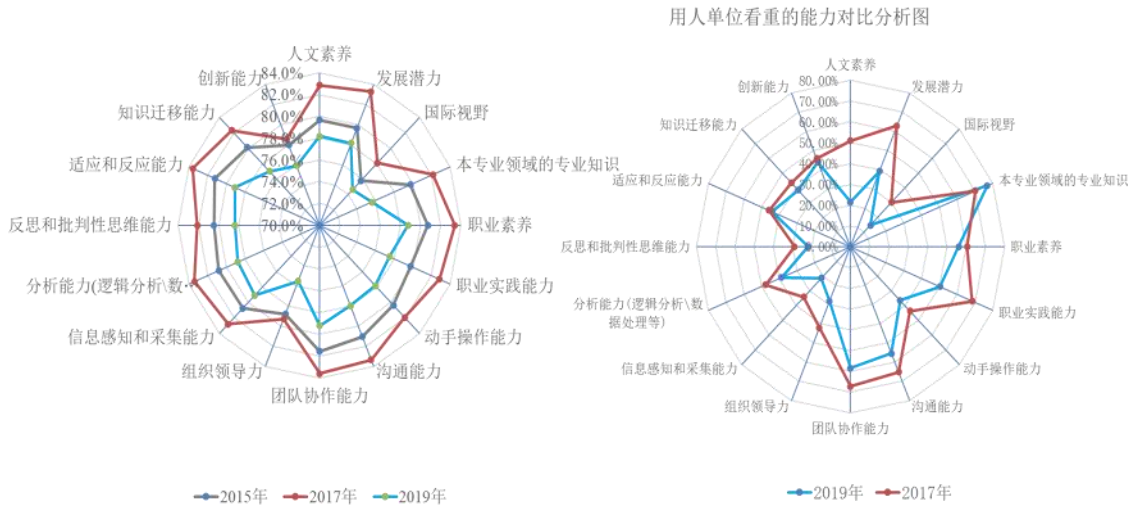 用人单位看重的能力对比分析图
人文素养
发展潜力
国际视野
本专业领域的专业知识
职业素养
职业实践能力
动手操作能力
沟通能力
团队协作能力
组织领导力
信息感知和采集能力
分析能力(逻辑分析\数…
反思和批判性思维能力
适应和反应能力
知识迁移能力
创新能力
84.0%
82.0%
80.0%
78.0%
76.0%
74.0%
72.0%
70.0%
2015年
2017年
2019年
人文素养
发展潜力
国际视野
本专业领域的专业知识
职业素养
职业实践能力
动手操作能力
沟通能力
团队协作能力
组织领导力
信息感知和采集能力
分析能力(逻辑分析\数
据处理等)
反思和批判性思维能力
适应和反应能力
知识迁移能力
创新能力
80.00%
70.00%
60.00%
50.00%
40.00%
30.00%
20.00%
10.00%
0.00%
2019年
2017年